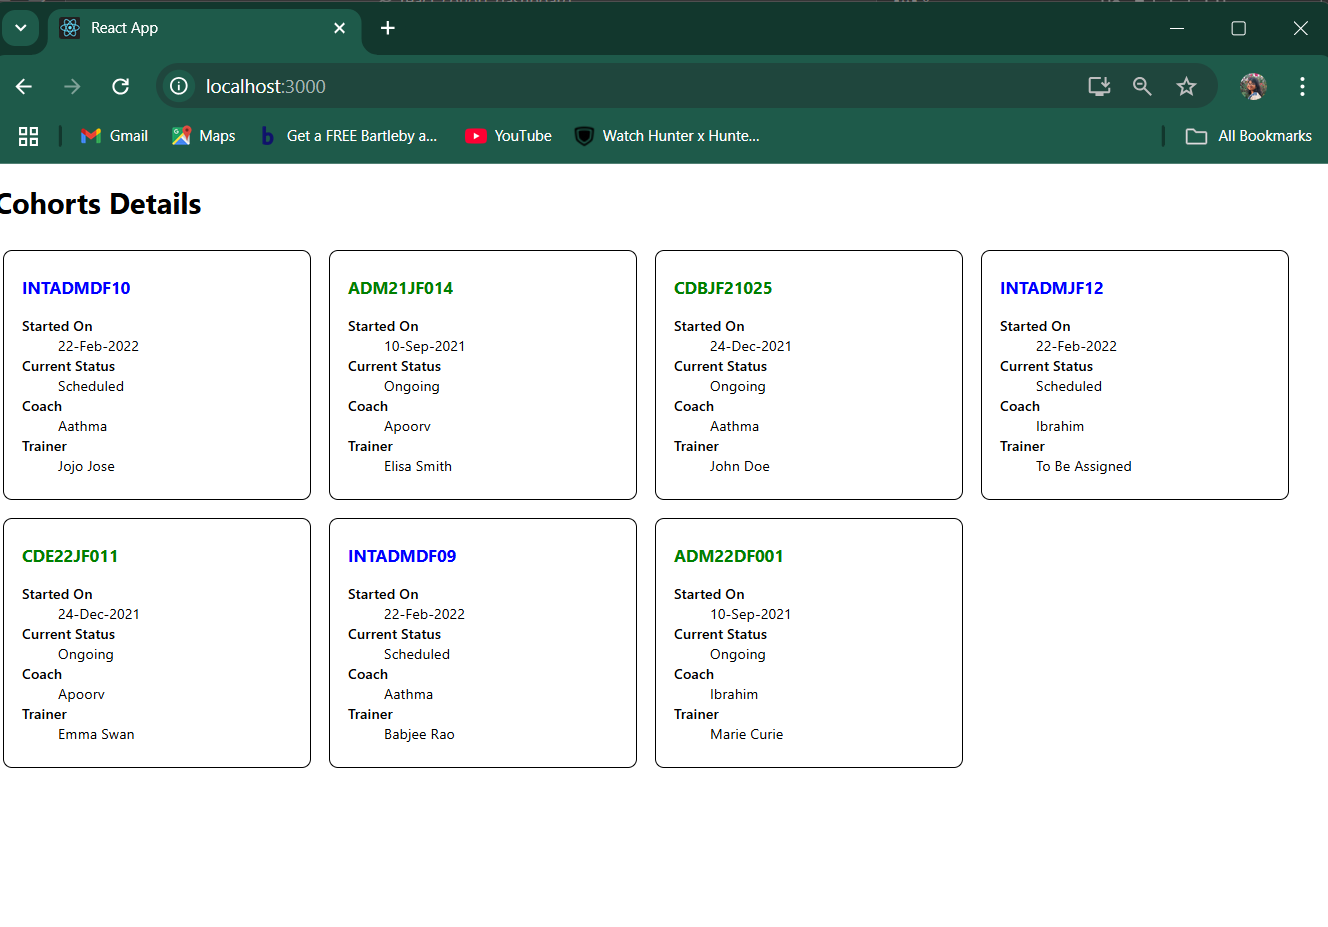 React App
localhost:3000
Gmail
Maps
Get a FREE Bartleby a...
YouTube
Watch Hunter x Hunte...
All Bookmarks
Cohorts Details
INTADMDF10
Started On
22-Feb-2022
Current Status
Scheduled
Coach
Aathma
Trainer
Jojo Jose
ADM21JF014
Started On
10-Sep-2021
Current Status
Ongoing
Coach
Apoorv
Trainer
Elisa Smith
CDBJF21025
Started On
24-Dec-2021
Current Status
Ongoing
Coach
Aathma
Trainer
John Doe
INTADMJF12
Started On
22-Feb-2022
Current Status
Scheduled
Coach
Ibrahim
Trainer
To Be Assigned
CDE22JF011
Started On
24-Dec-2021
Current Status
Ongoing
Coach
Apoorv
Trainer
Emma Swan
INTADMDF09
Started On
22-Feb-2022
Current Status
Scheduled
Coach
Aathma
Trainer
Babjee Rao
ADM22DF001
Started On
10-Sep-2021
Current Status
Ongoing
Coach
Ibrahim
Trainer
Marie Curie